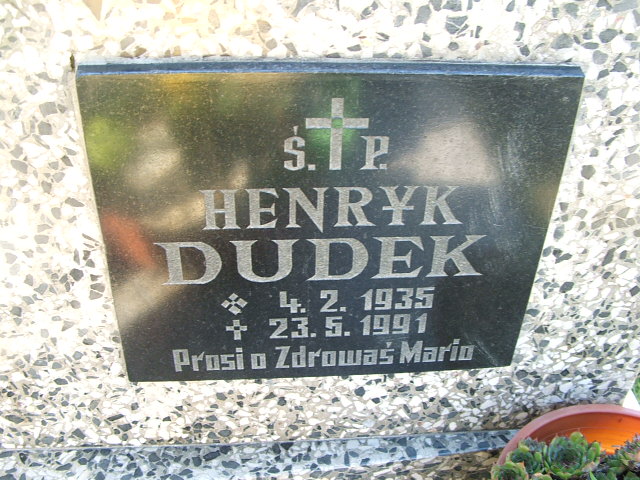 Ś. P.
HENRYK
DUDEK
4. 2. 1935
23. 5. 1991
Prosi o Zdrowaś Mario